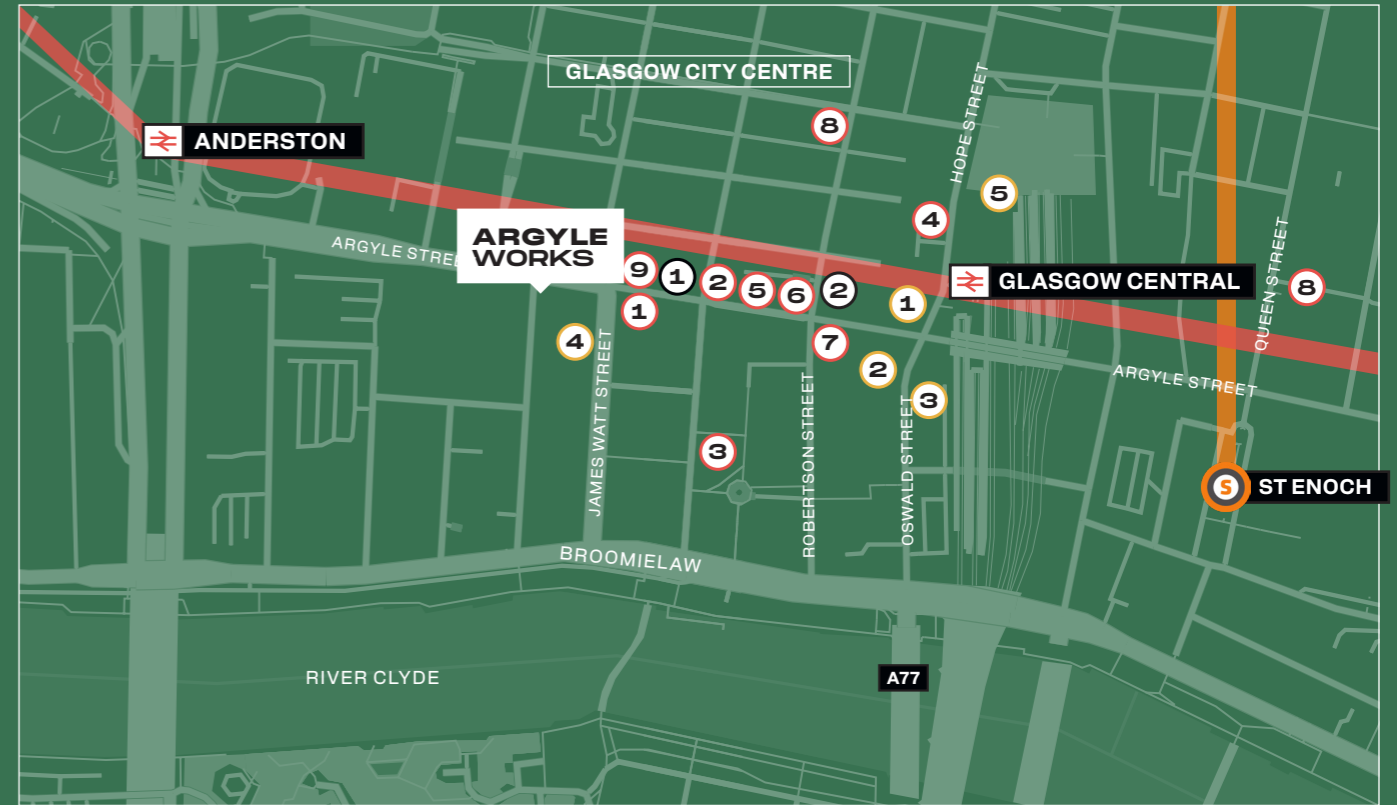 GLASGOW CITY CENTRE
HOPE STREET
8
ANDERSTON
5
4
ARGYLE STREE
ARGYLE
WORKS
QUEEN STREET
GLASGOW CENTRAL
9
1
2
5
6
2
1
8
1
4
7
2
3
ARGYLE STREET
JAMES WATT STREET
ROBERTSON STREET
OSWALD STREET
3
S
ST ENOCH
BROOMIELAW
RIVER CLYDE
A77